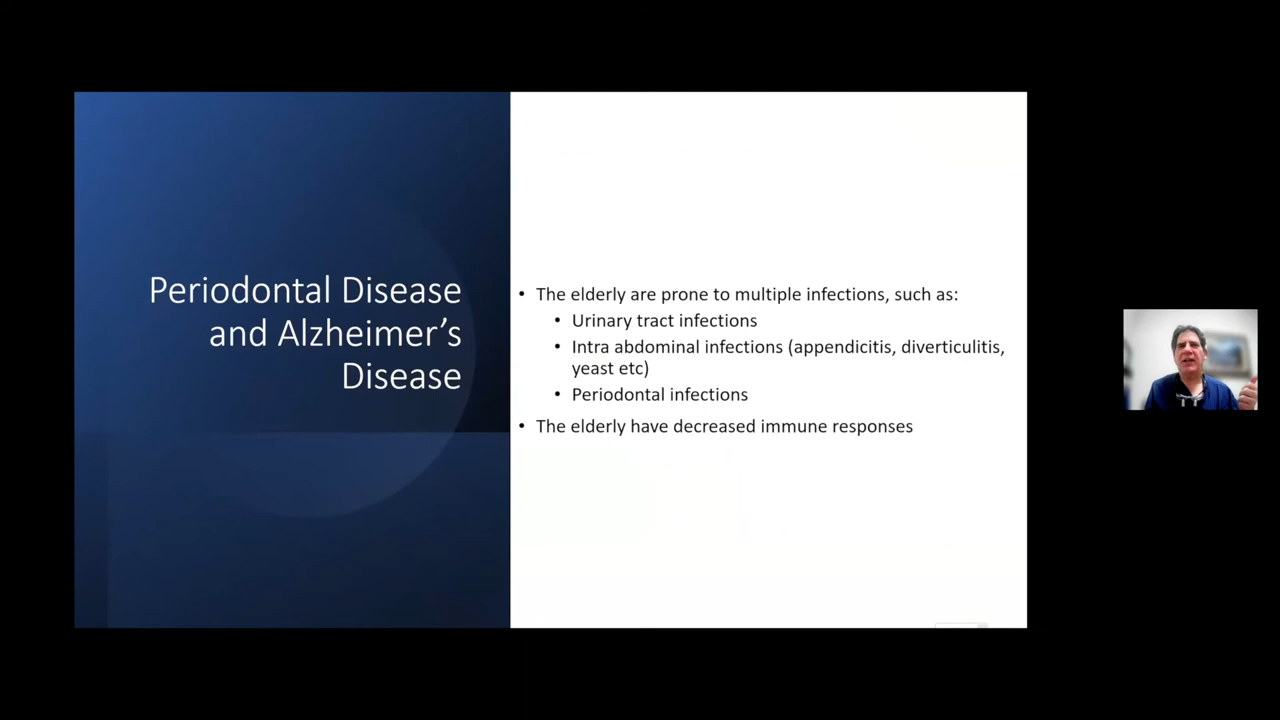 Periodontal Disease
and Alzheimer’s
Disease
• The elderly are prone to multiple infections, such as:
• Urinary tract infections
• Intra abdominal infections (appendicitis, diverticulitis,
yeast etc)
• Periodontal infections
• The elderly have decreased immune responses